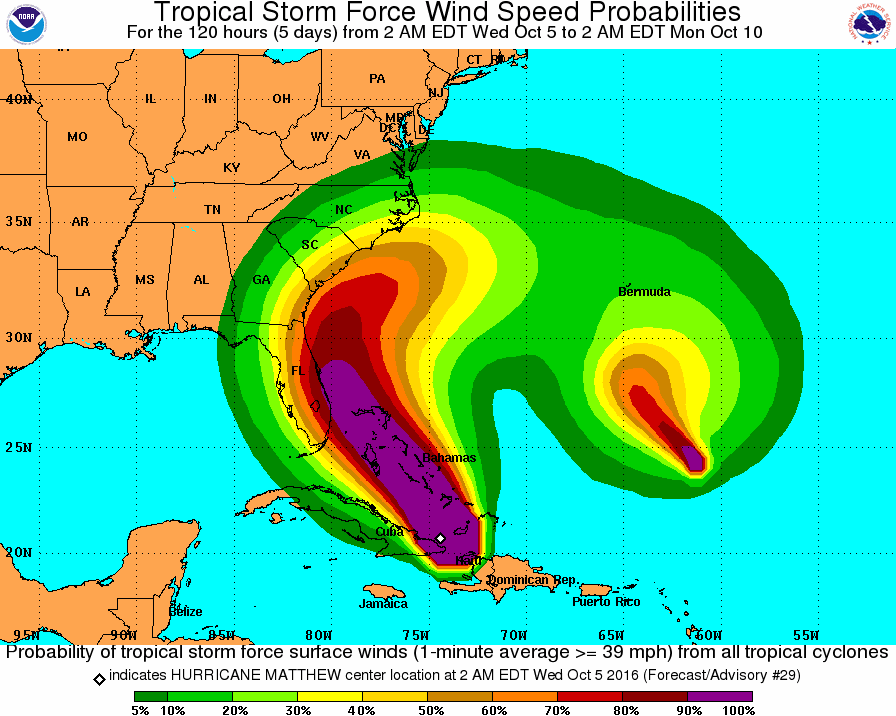 Tropical Storm Force Wind Speed Probabilities
For the 120 hours (5 days) from 2 AM EDT Wed Oct 5 to 2 AM EDT Mon Oct 10
NOAA
NATIONAL WEATHER SERVICE
CT
PA
NJ
40N
IL
IN
OH
MD
DC
DE
MO
WV
VA
KY
TN
NC
35N
AR
SC
MS
AL
GA
LA
Bermuda
30N
FL
25N
Bahamas
Cuba
20N
Haiti
Dominican Rep.
Jamaica
Puerto Rico
Belize
95W 90W 85W 80W 75W 70W 65W 60W 55W
Probability of tropical storm force surface winds (1-minute average >= 39 mph) from all tropical cyclones
indicates HURRICANE MATTHEW center location at 2 AM EDT Wed Oct 5 2016 (Forecast/Advisory #29)
5% 10% 20% 30% 40% 50% 60% 70% 80% 90% 100%